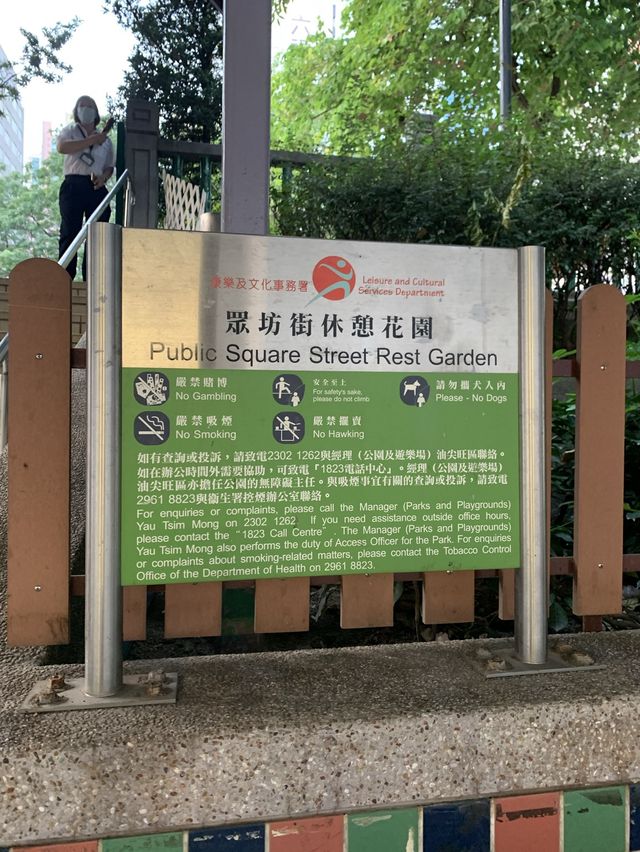 康樂及文化事務署
Leisure and Cultural
Services Department
眾坊街休憩花園
Public Square Street Rest Garden
嚴禁賭博
No Gambling
安全至上
For safety's sake,
please do not climb
請勿攜犬入內
Please - No Dogs
嚴禁吸煙
No Smoking
嚴禁擺賣
No Hawking
如有查詢或投訴，請致電2302 1262與經理（公園及遊樂場）油尖旺區聯絡。
如在辦公時間外需要協助，可致電「1823電話中心」。經理（公園及遊樂場）
油尖旺區亦擔任公園的無障礙主任。與吸煙事宜有關的查詢或投訴，請致電
2961 8823與衞生署控煙辦公室聯絡。
For enquiries or complaints, please call the Manager (Parks and Playgrounds)
Yau Tsim Mong on 2302 1262. If you need assistance outside office hours,
please contact the "1823 Call Centre". The Manager (Parks and Playgrounds)
Yau Tsim Mong also performs the duty of Access Officer for the Park. For enquiries
or complaints about smoking-related matters, please contact the Tobacco Control
Office of the Department of Health on 2961 8823.